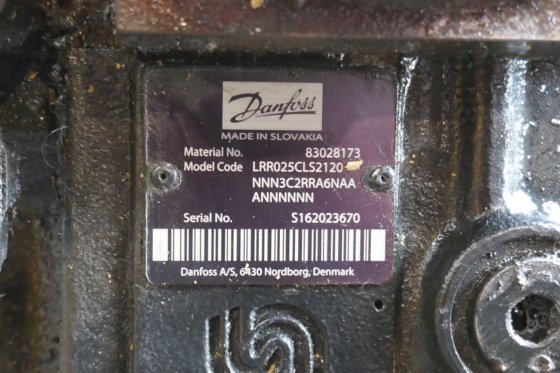 Danfoss
MADE IN SLOVAKIA
Material No. 83028173
Model Code LRR025CLS2120
NNN3C2RRA6NAA
ANNNNNN
Serial No. S162023670
Danfoss A/S, 6430 Nordborg, Denmark